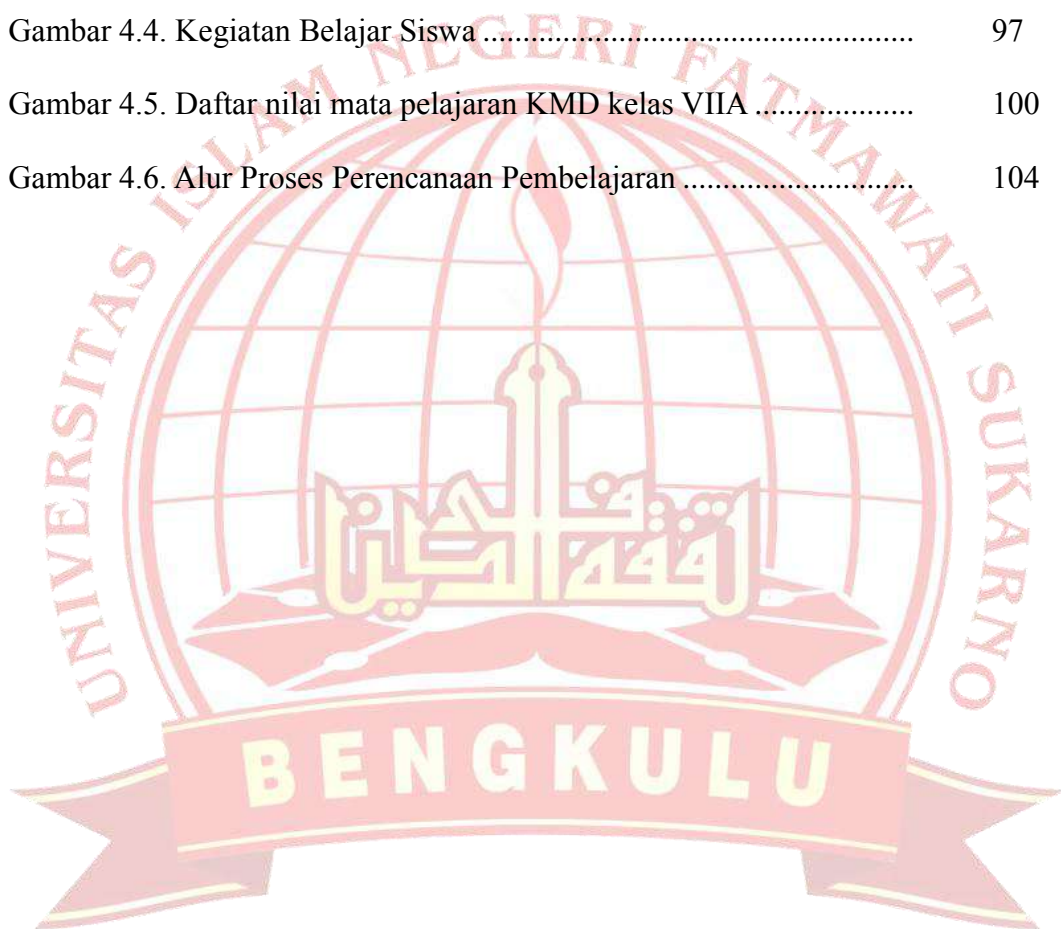 Gambar 4.4. Kegiatan Belajar Siswa ...................................................... 97
Gambar 4.5. Daftar nilai mata pelajaran KMD kelas VIIA .................... 100
Gambar 4.6. Alur Proses Perencanaan Pembelajaran ............................. 104
UNIVERSITAS ISLAM NEGERI FATMAWATI SUKARNO
BENGKULU